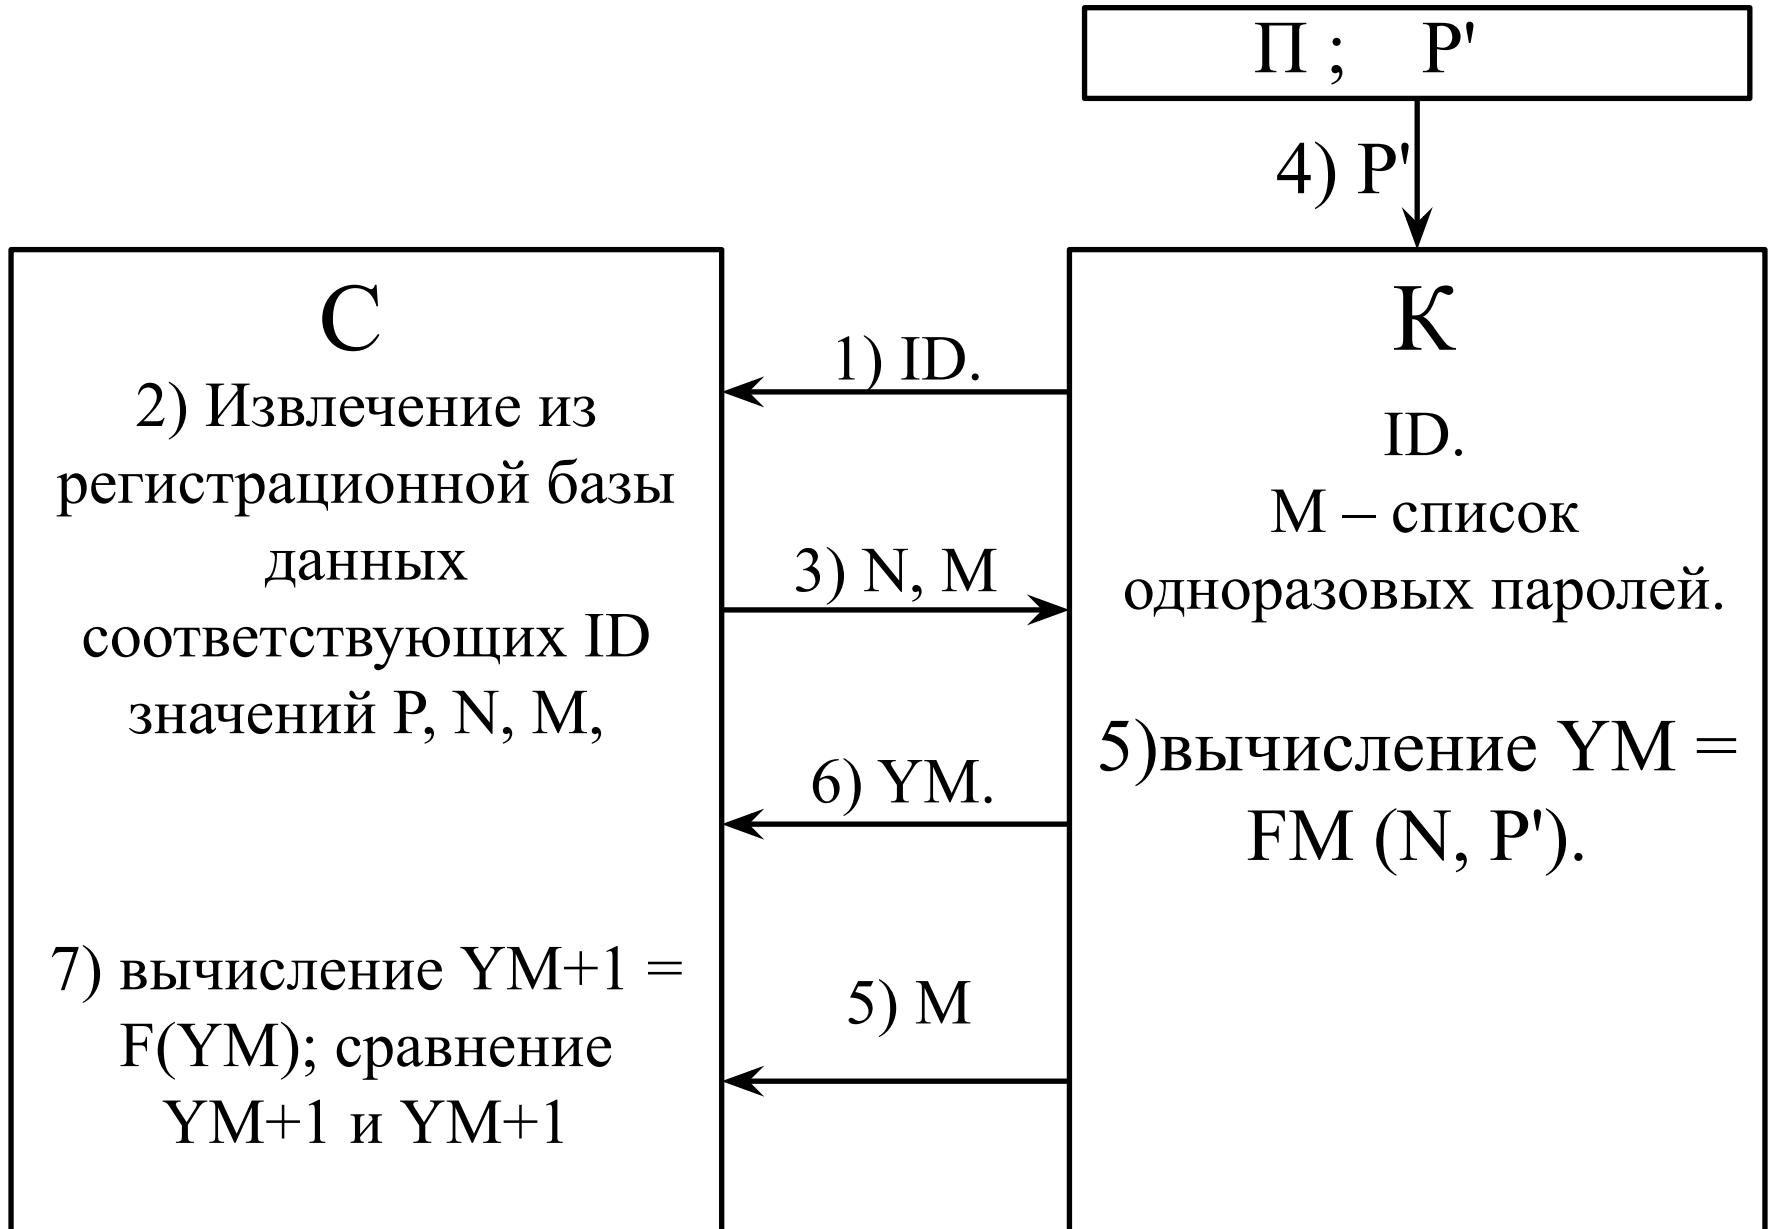 П ; P'
4) P'
С
2) Извлечение из
регистрационной базы
данных
соответствующих ID
значений P, N, M,
7) вычисление YM+1 =
F(YM); сравнение
YM+1 и YM+1
1) ID.
3) N, M
6) YM.
5) M
К
ID.
M – список
одноразовых паролей.
5)вычисление YM =
FM (N, P').